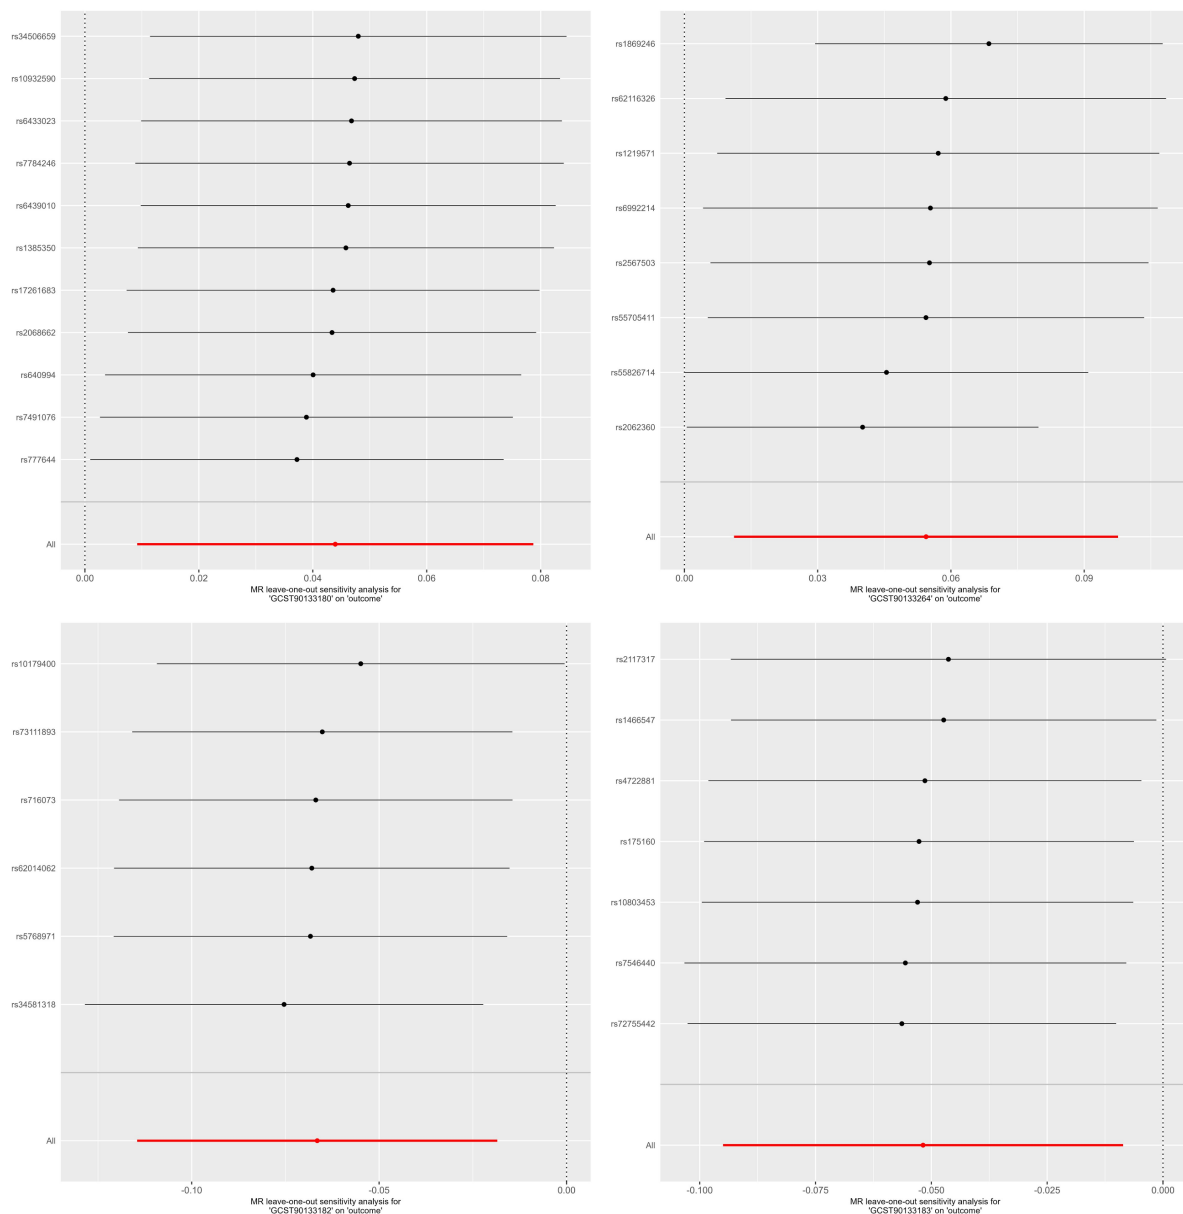 rs34506659
rs10932590
rs6433023
rs7784246
rs6439010
rs1385350
rs17261683
rs2068662
rs640994
rs7491076
rs777644
All
0.00 0.02 0.04 0.06 0.08
MR leave-one-out sensitivity analysis for
'GCST90133180' on 'outcome'
rs1869246
rs62116326
rs1219571
rs6992214
rs2567503
rs55705411
rs55826714
rs2062360
All
0.00 0.03 0.06 0.09
MR leave-one-out sensitivity analysis for
'GCST90133264' on 'outcome'
rs10179400
rs73111893
rs716073
rs62014062
rs5768971
rs34581318
All
-0.10 -0.05 0.00
MR leave-one-out sensitivity analysis for
'GCST90133182' on 'outcome'
rs2117317
rs1466547
rs4722881
rs175160
rs10803453
rs7546440
rs72755442
All
-0.100 -0.075 -0.050 -0.025 0.000
MR leave-one-out sensitivity analysis for
'GCST90133183' on 'outcome'